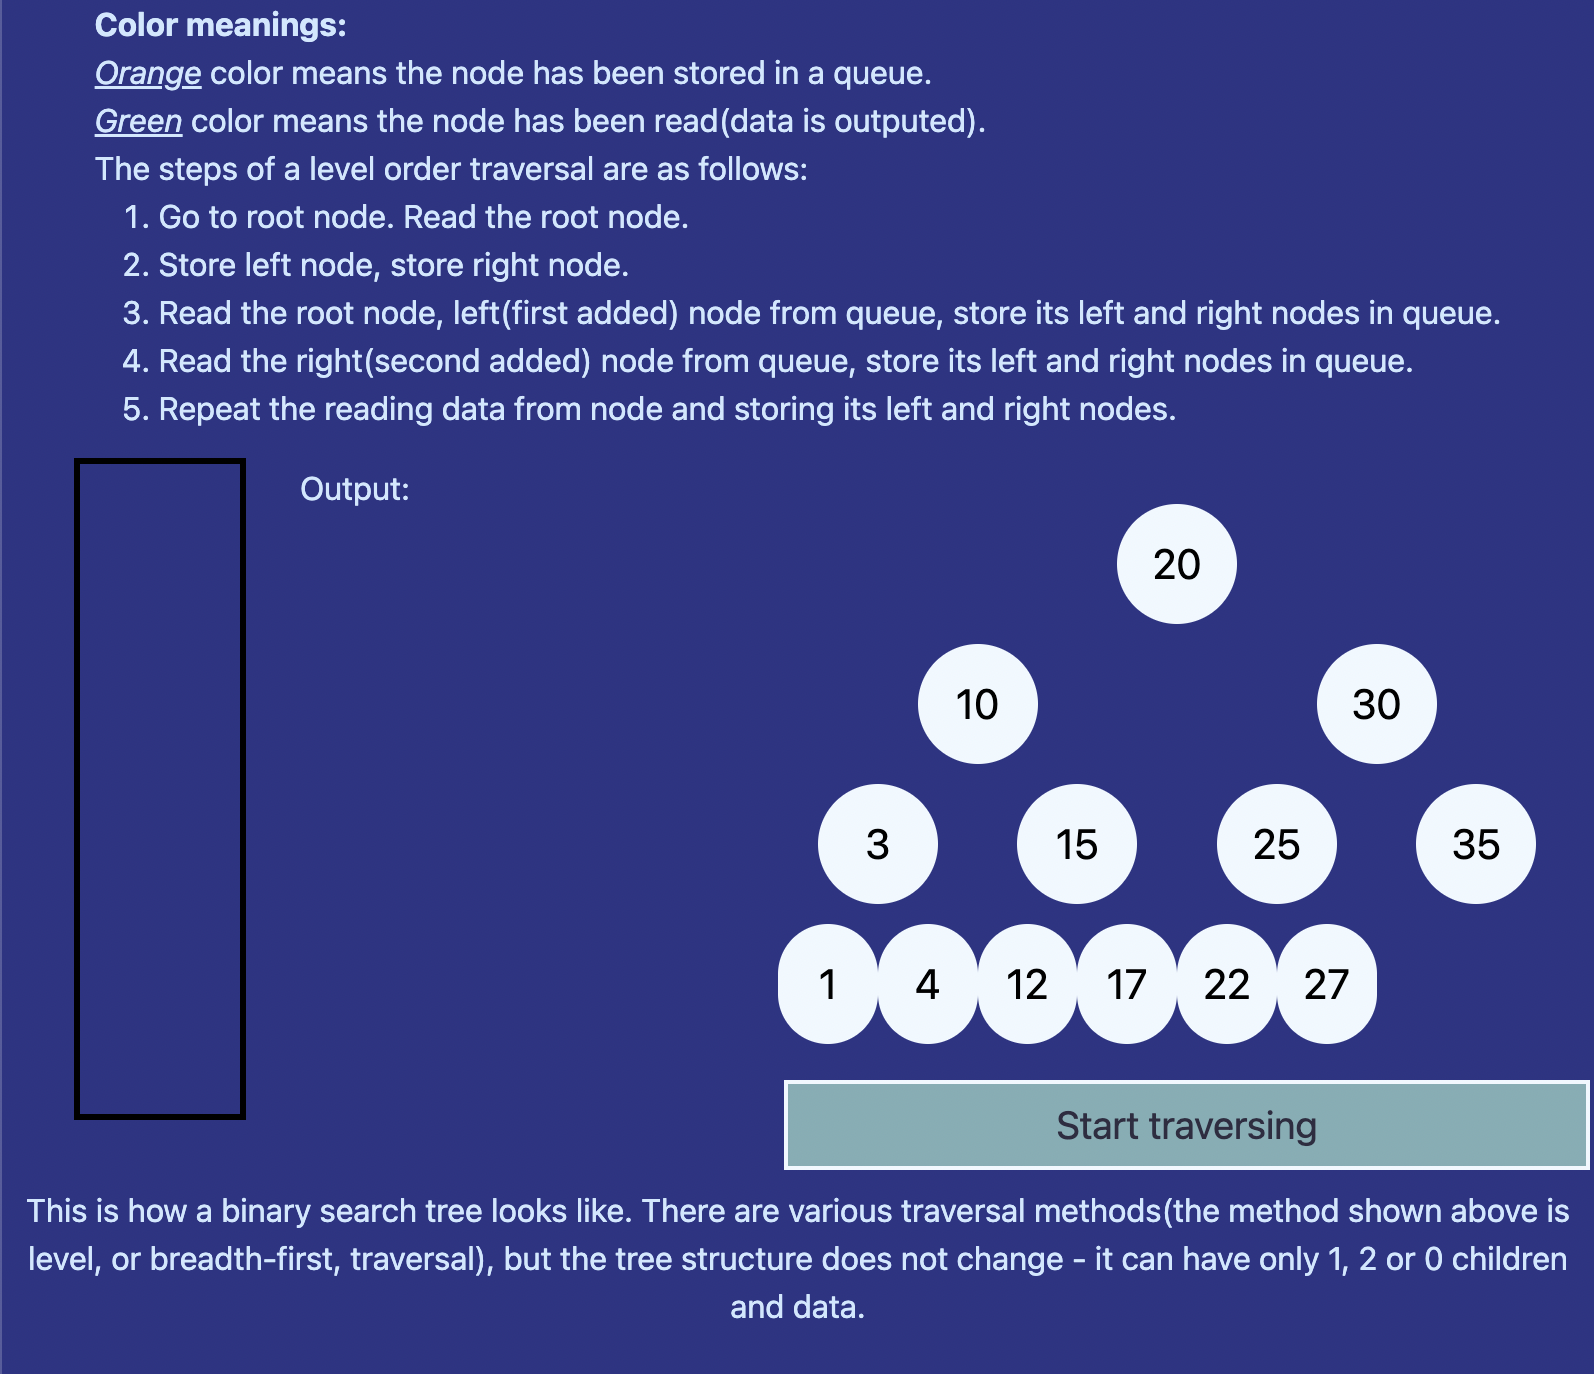 Color meanings:
Orange color means the node has been stored in a queue.
Green color means the node has been read(data is outputed).
The steps of a level order traversal are as follows:
1. Go to root node. Read the root node.
2. Store left node, store right node.
3. Read the root node, left(first added) node from queue, store its left and right nodes in queue.
4. Read the right(second added) node from queue, store its left and right nodes in queue.
5. Repeat the reading data from node and storing its left and right nodes.
Output:
20
10 30
3 15 25 35
1 4 12 17 22 27
Start traversing
This is how a binary search tree looks like. There are various traversal methods(the method shown above is
level, or breadth-first, traversal), but the tree structure does not change - it can have only 1, 2 or 0 children
and data.